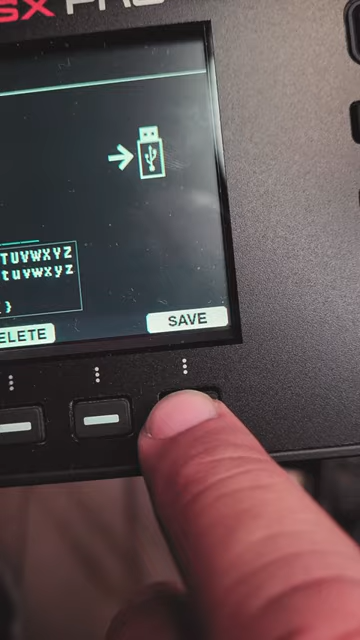 SX PRO
TUVWXYZ
tuvwxyz
}
ELETE
SAVE